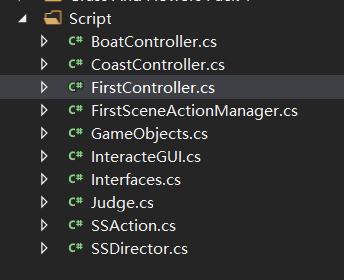 Script
C# BoatController.cs
C# CoastController.cs
C# FirstController.cs
C# FirstSceneActionManager.cs
C# GameObjects.cs
C# InteracteGUI.cs
C# Interfaces.cs
C# Judge.cs
C# SSAction.cs
C# SSDirector.cs